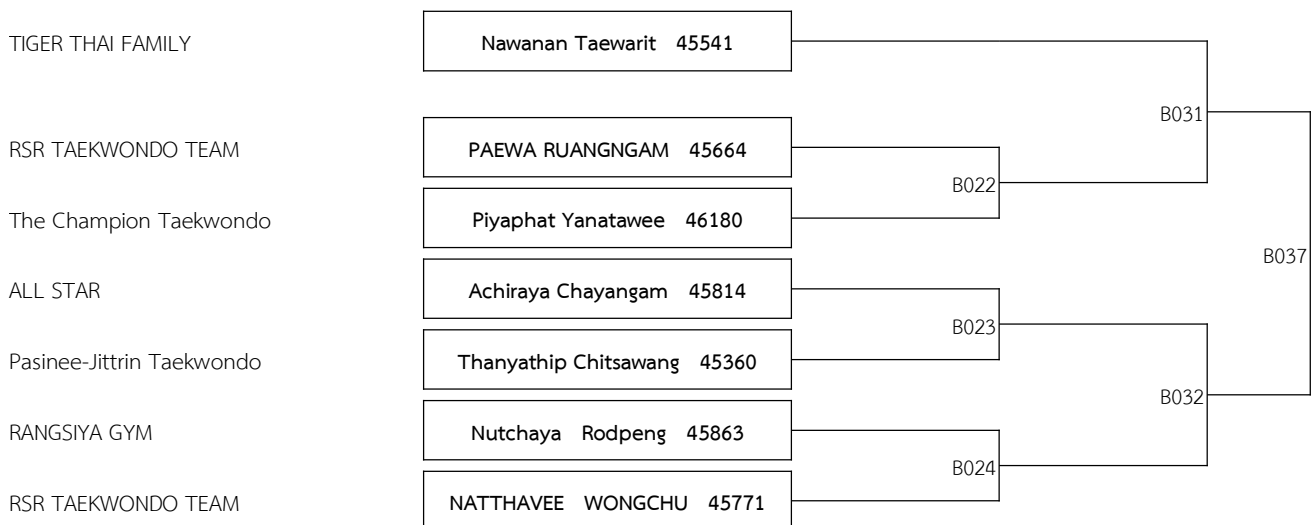 TIGER THAI FAMILY
Nawanan Taewarit 45541
B031
RSR TAEKWONDO TEAM
PAEWA RUANGNGAM 45664
B022
The Champion Taekwondo
Piyaphat Yanatawee 46180
B037
ALL STAR
Achiraya Chayangam 45814
B023
Pasinee-Jittrin Taekwondo
Thanyathip Chitsawang 45360
B032
RANGSIYA GYM
Nutchaya Rodpeng 45863
B024
RSR TAEKWONDO TEAM
NATTHAVEE WONGCHU 45771